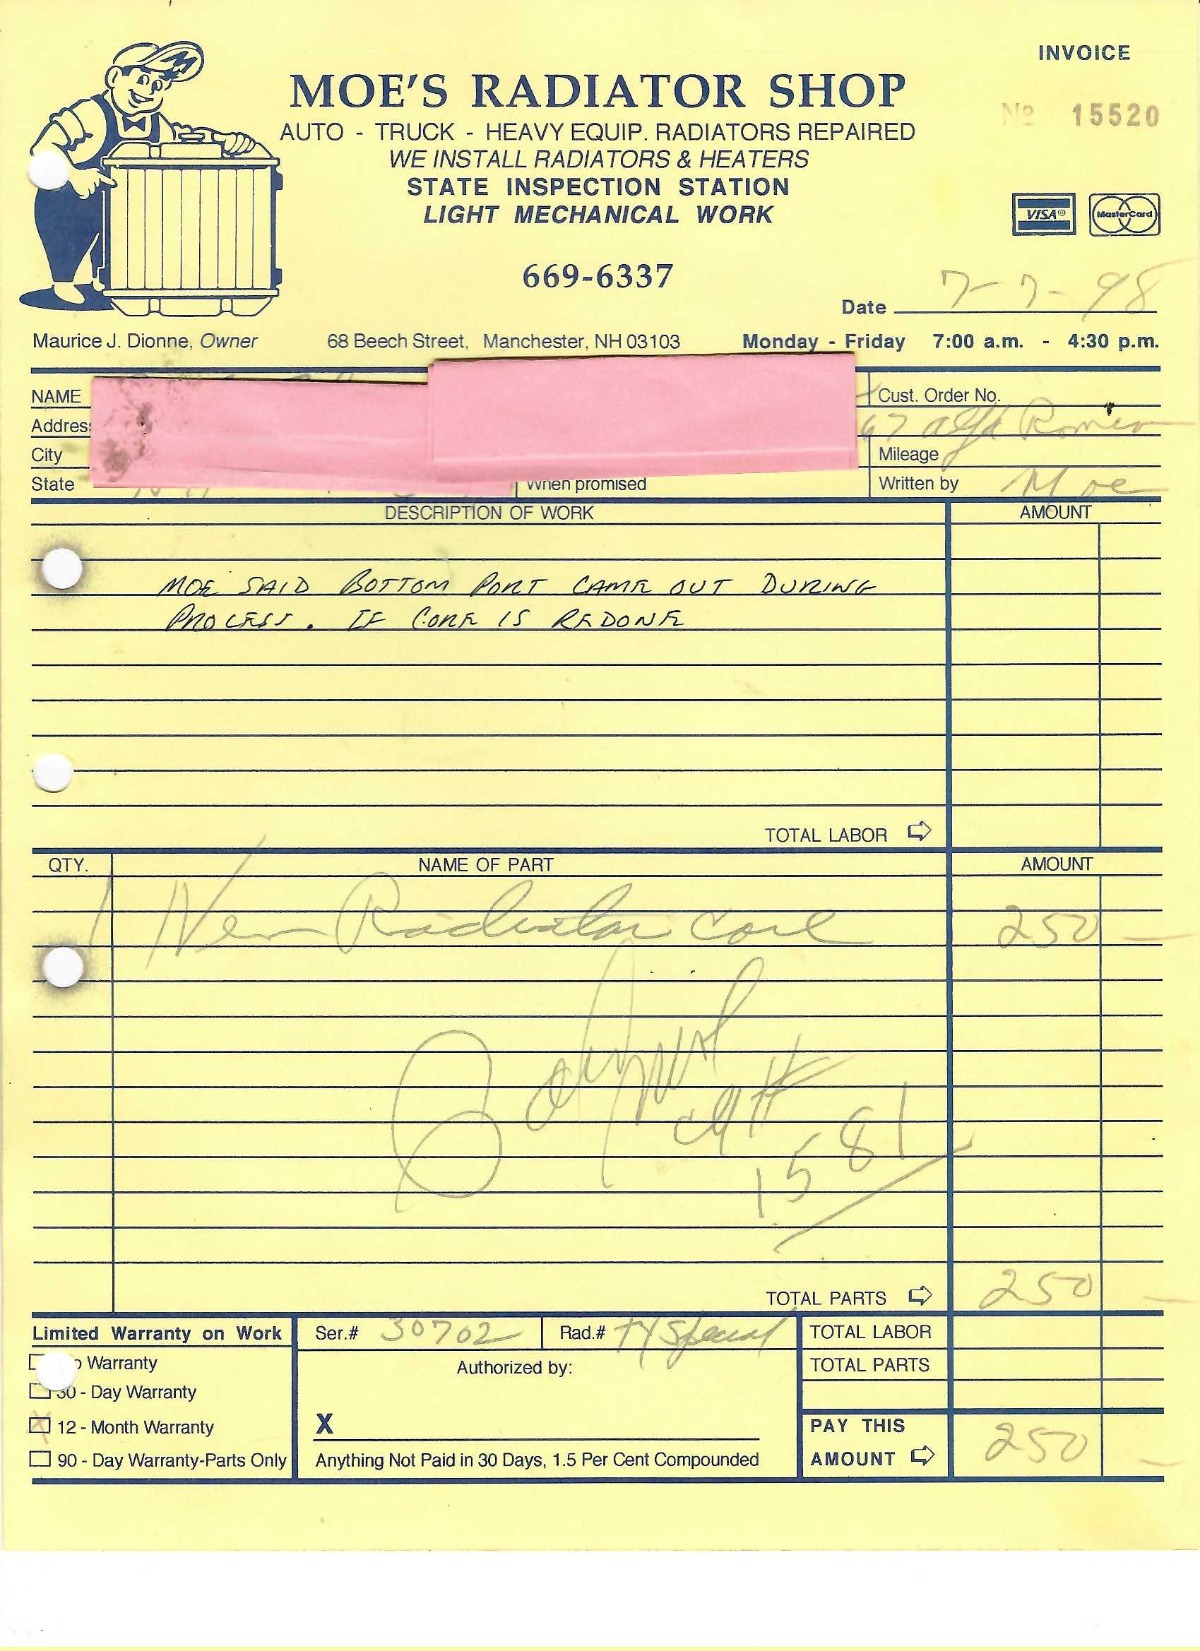 INVOICE
MOE'S RADIATOR SHOP
Nº 15520
AUTO - TRUCK - HEAVY EQUIP. RADIATORS REPAIRED
WE INSTALL RADIATORS & HEATERS
STATE INSPECTION STATION
LIGHT MECHANICAL WORK
VISA® MasterCard
669-6337
Date 7-7-98
Maurice J. Dionne, Owner 68 Beech Street, Manchester, NH 03103 Monday - Friday 7:00 a.m. - 4:30 p.m.
NAME Cust. Order No.
Address 67 Alfa Romeo
City Mileage
State When promised Written by Moe
DESCRIPTION OF WORK AMOUNT
MOE SAID BOTTOM PORT CAME OUT DURING
PROCESS. IF CORE IS REDONE
TOTAL LABOR
QTY. NAME OF PART AMOUNT
1 New Radiator Core 250 —
1581
TOTAL PARTS 250 —
Limited Warranty on Work Ser.# 30702 Rad.# Special TOTAL LABOR
Warranty Authorized by: TOTAL PARTS
30 - Day Warranty
12 - Month Warranty X PAY THIS
90 - Day Warranty-Parts Only Anything Not Paid in 30 Days, 1.5 Per Cent Compounded AMOUNT 250 —